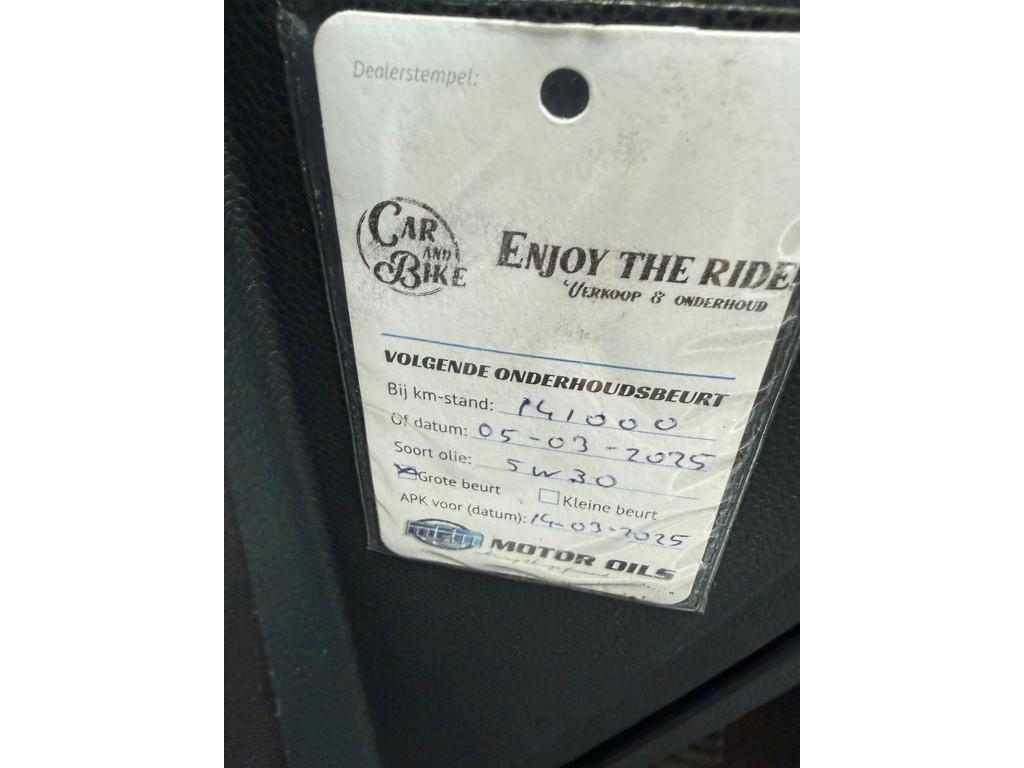 Dealerstempel:
CAR AND BIKE
ENJOY THE RIDE!
VERKOOP & ONDERHOUD
VOLGENDE ONDERHOUDSBEURT
Bij km-stand: 141000
Of datum: 05-03-2025
Soort olie: 5W30
Grote beurt Kleine beurt
APK voor (datum): 14-03-2025
MOTOR OILS